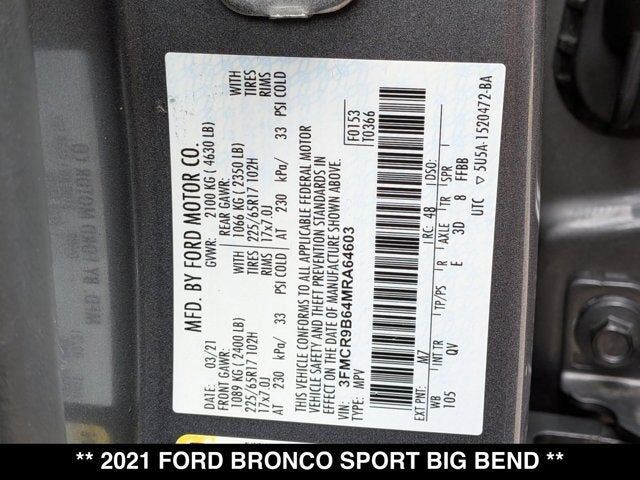 MFD. BY FORD MOTOR CO.
DATE: 03/21 GVWR: 2100 KG ( 4630 LB)
FRONT GAWR: REAR GAWR: WITH
1089 KG ( 2400 LB) 1066 KG ( 2350 LB) TIRES
225/65R17 102H 225/65R17 102H RIMS
17x7.0J 17x7.0J
AT 230 kPa/ 33 PSI COLD AT 230 kPa/ 33 PSI COLD
WITH
TIRES
RIMS
THIS VEHICLE CONFORMS TO ALL APPLICABLE FEDERAL MOTOR
VEHICLE SAFETY AND THEFT PREVENTION STANDARDS IN
EFFECT ON THE DATE OF MANUFACTURE SHOWN ABOVE.
F0153
T0366
VIN: 3FMCR9B64MRA64603
TYPE: MPV
EXT PNT: M7 RC: 48 DSO:
WB INT TR TP/PS R AXLE TR SPR
105 QV E 3D 8 FFBB
UTC ▽ 5U5A-1520472-BA
** 2021 FORD BRONCO SPORT BIG BEND **